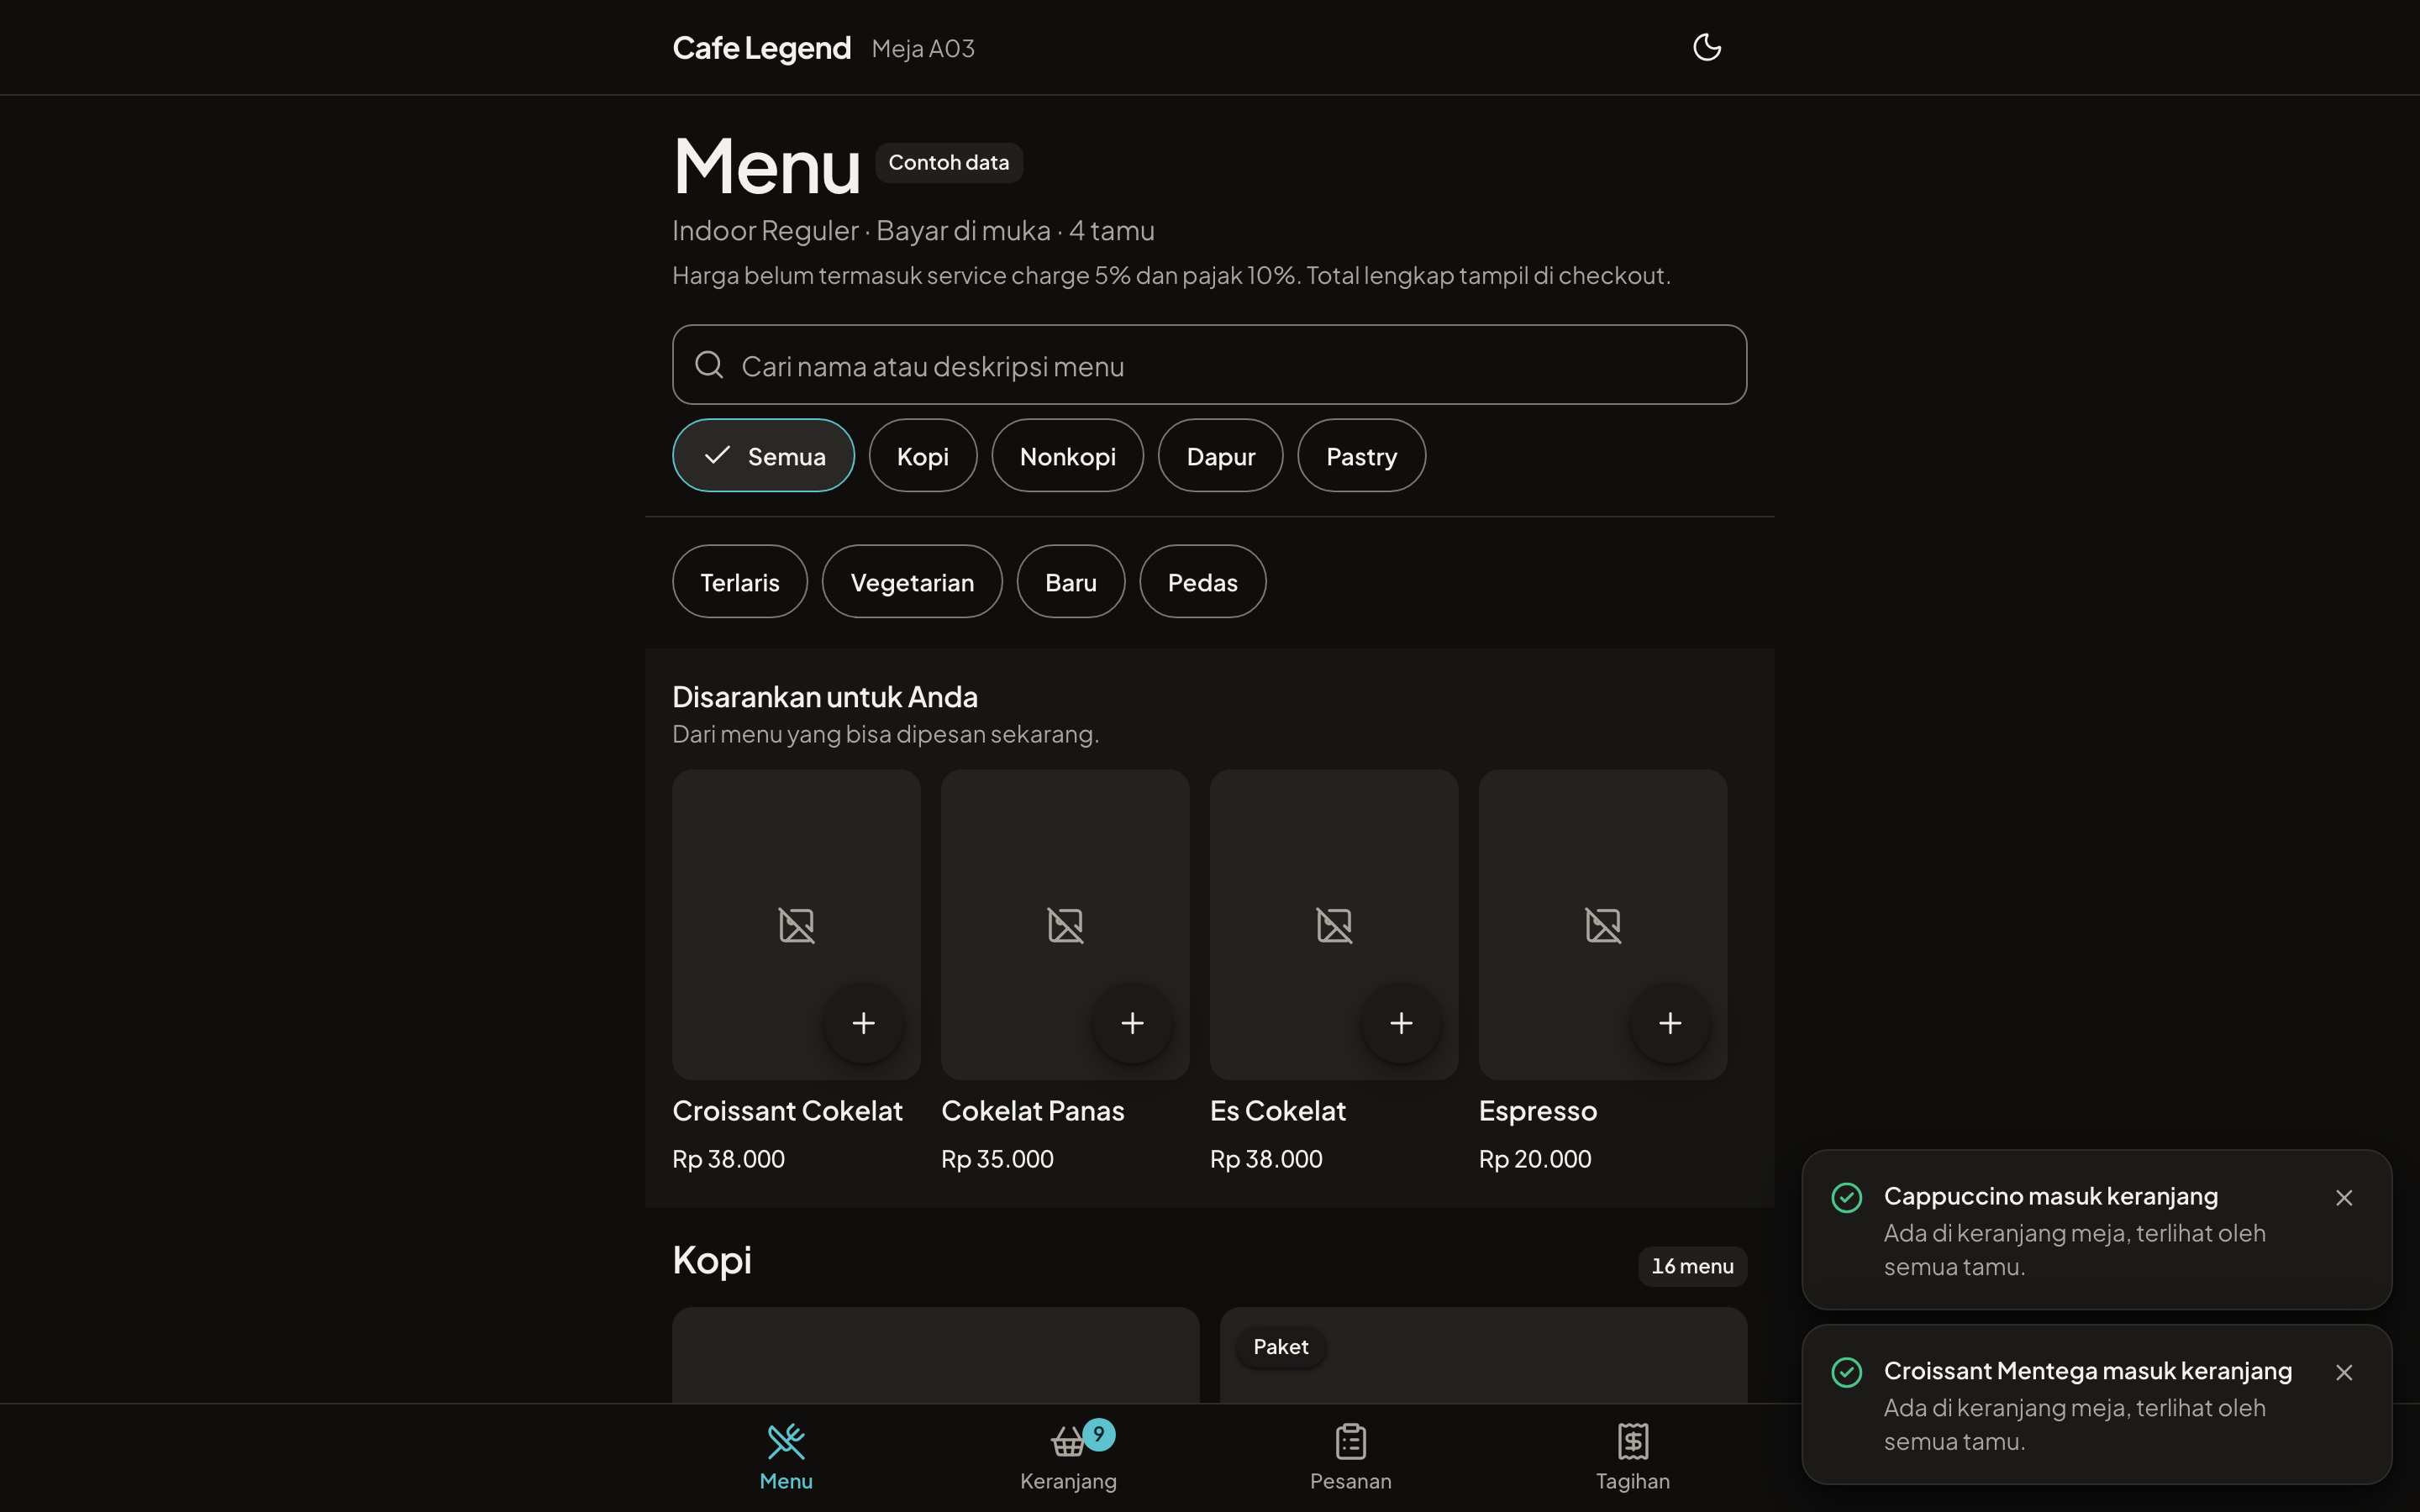 Cafe Legend Meja A03
Menu Contoh data
Indoor Reguler · Bayar di muka · 4 tamu
Harga belum termasuk service charge 5% dan pajak 10%. Total lengkap tampil di checkout.
Cari nama atau deskripsi menu
Semua Kopi Nonkopi Dapur Pastry
Terlaris Vegetarian Baru Pedas
Disarankan untuk Anda
Dari menu yang bisa dipesan sekarang.
Croissant Cokelat Cokelat Panas Es Cokelat Espresso
Rp 38.000 Rp 35.000 Rp 38.000 Rp 20.000
Kopi 16 menu
Paket
Cappuccino masuk keranjang
Ada di keranjang meja, terlihat oleh
semua tamu.
Croissant Mentega masuk keranjang
Ada di keranjang meja, terlihat oleh
semua tamu.
9
Menu Keranjang Pesanan Tagihan